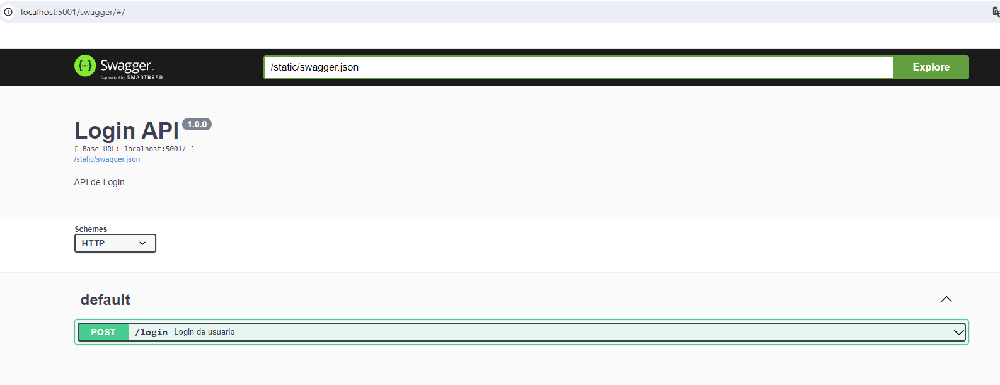 localhost:5001/swagger/#/
Swagger
Supported by SMARTBEAR
/static/swagger.json
Explore
Login API 1.0.0
[ Base URL: localhost:5001/ ]
/static/swagger.json
API de Login
Schemes
HTTP
default
POST /login Login de usuario